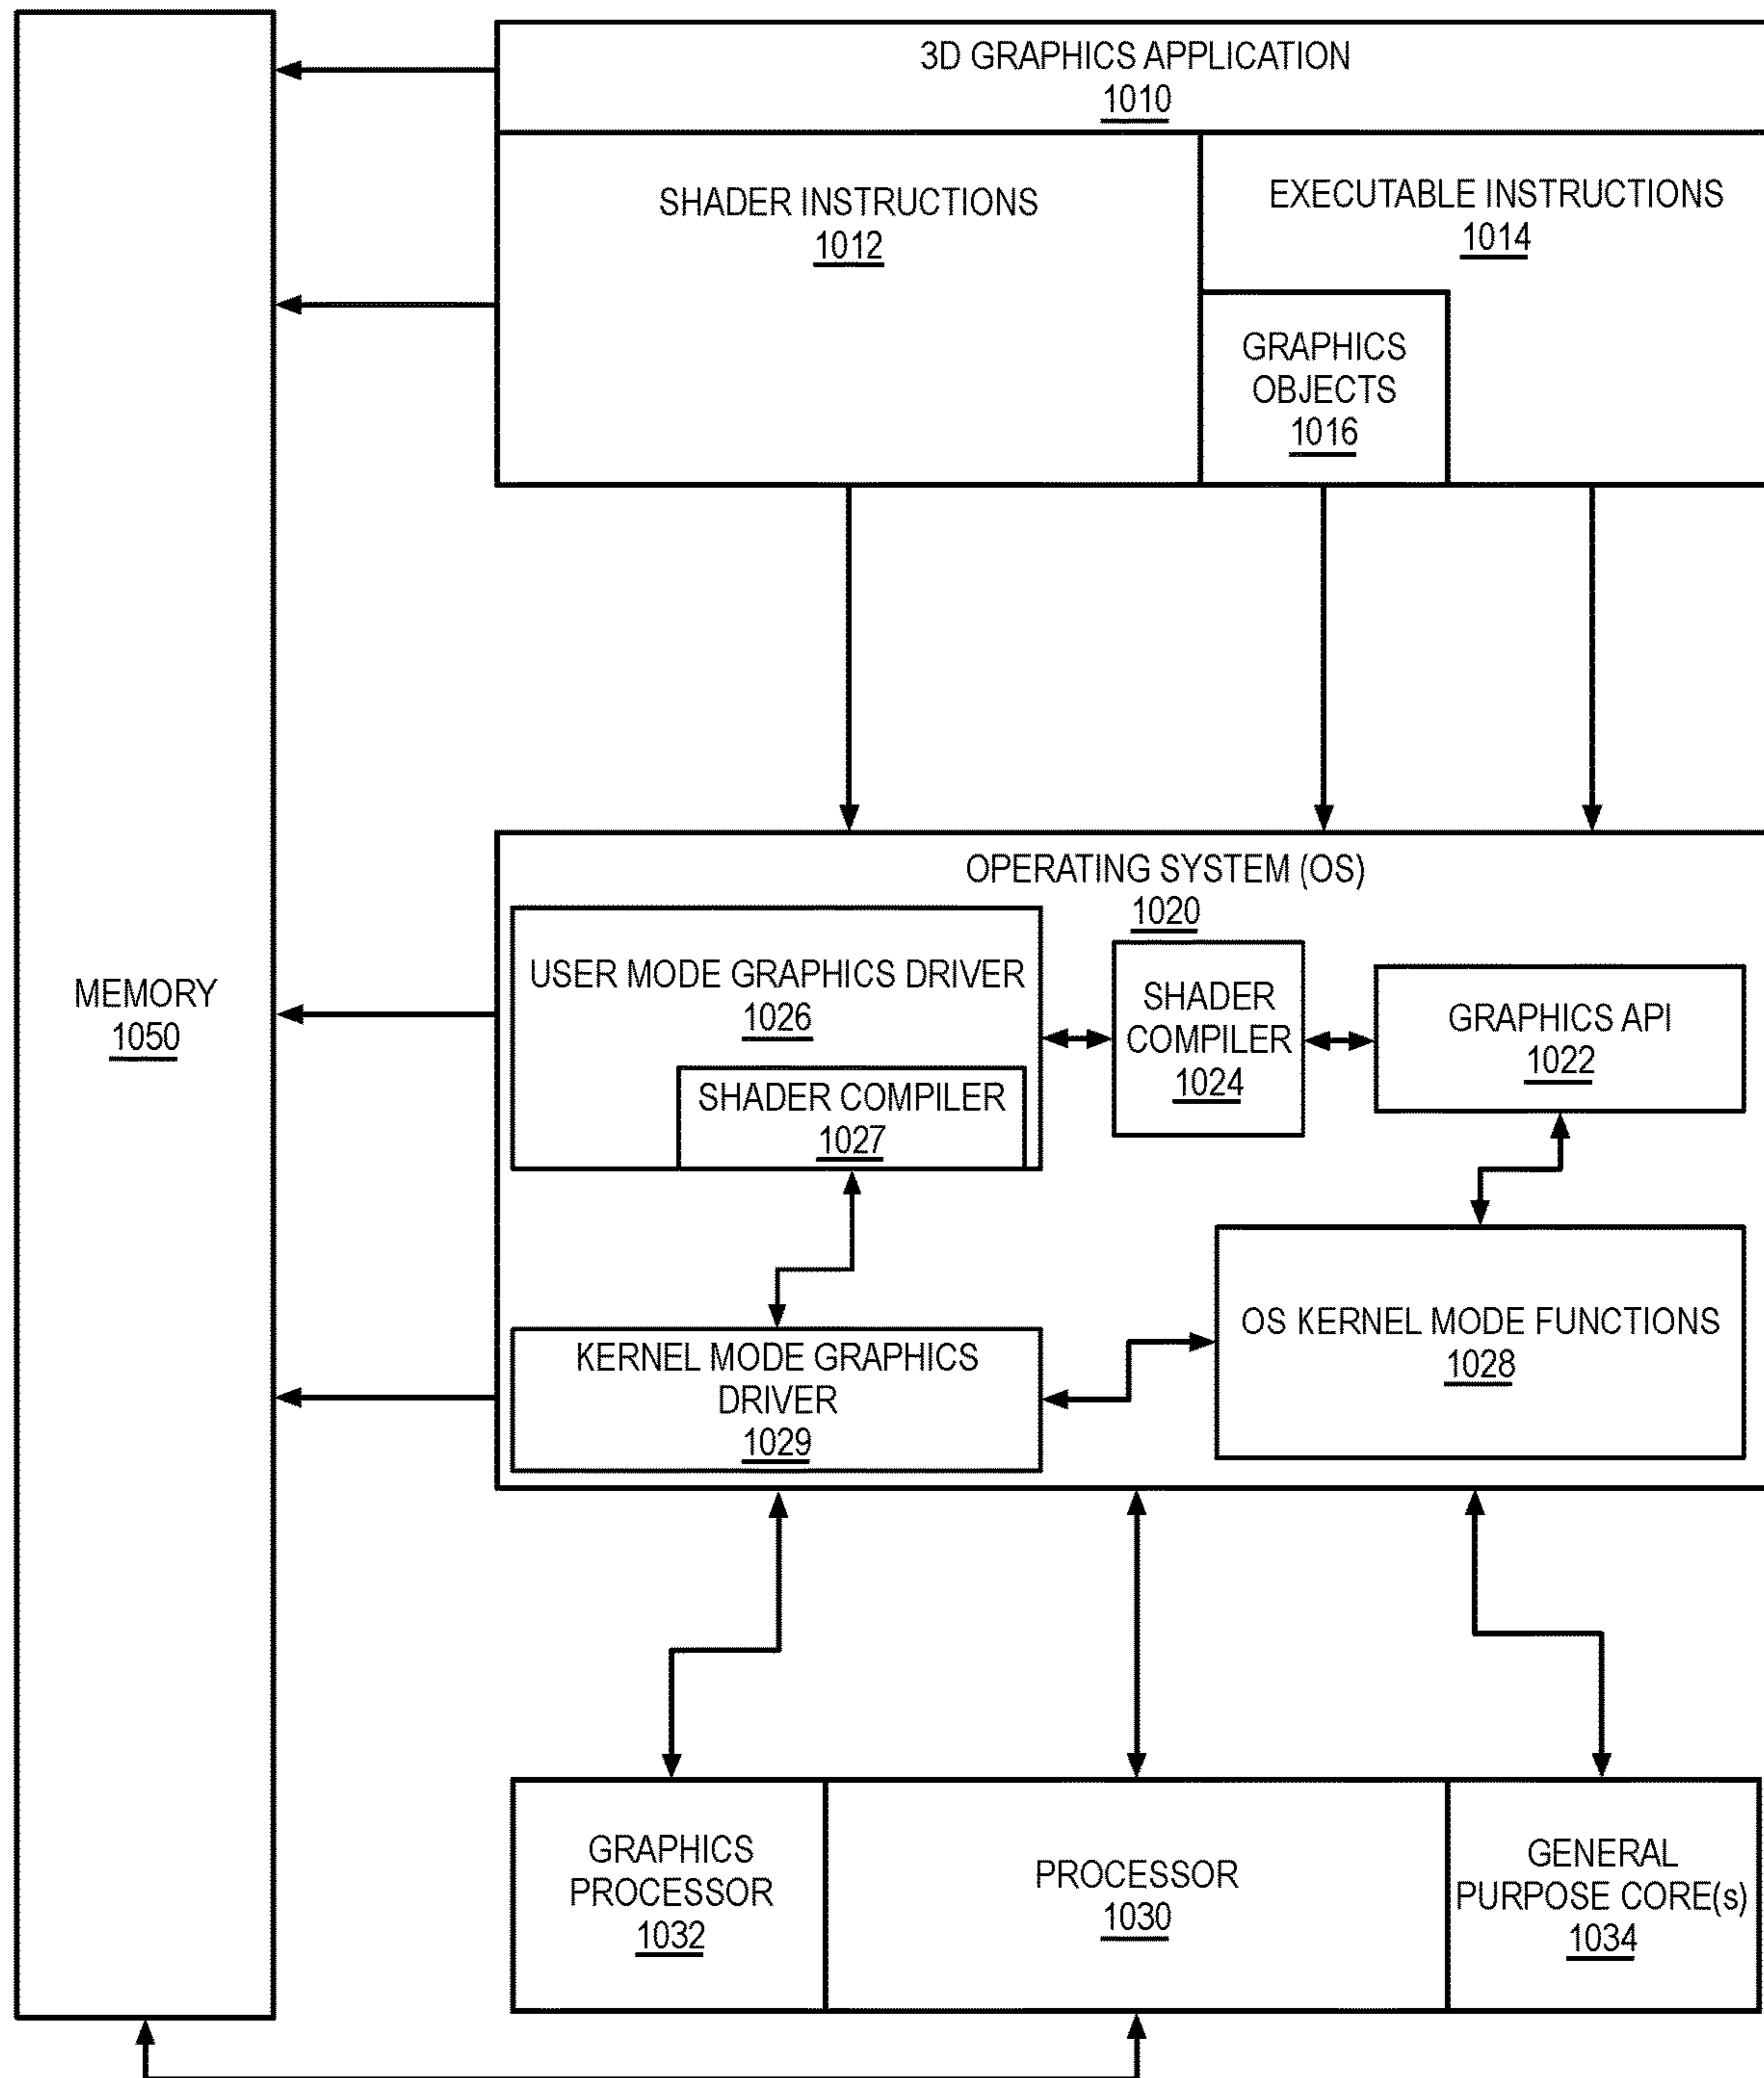 3D GRAPHICS APPLICATION
1010
SHADER INSTRUCTIONS
1012
EXECUTABLE INSTRUCTIONS
1014
GRAPHICS
OBJECTS
1016
OPERATING SYSTEM (OS)
1020
USER MODE GRAPHICS DRIVER
1026
SHADER COMPILER
1027
SHADER
COMPILER
1024
GRAPHICS API
1022
MEMORY
1050
OS KERNEL MODE FUNCTIONS
1028
KERNEL MODE GRAPHICS
DRIVER
1029
GRAPHICS
PROCESSOR
1032
PROCESSOR
1030
GENERAL
PURPOSE CORE(s)
1034